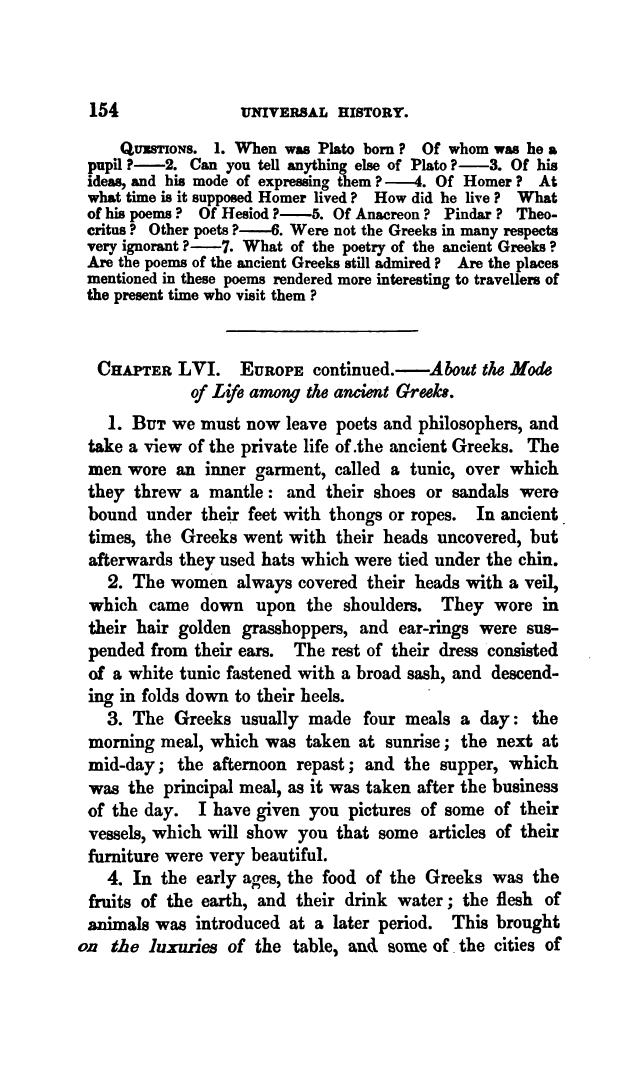 154 UNIVERSAL HISTORY.
QUESTIONS. 1. When was Plato born? Of whom was he a
pupil?——2. Can you tell anything else of Plato?——3. Of his
ideas, and his mode of expressing them?——4. Of Homer? At
what time is it supposed Homer lived? How did he live? What
of his poems? Of Hesiod?——5. Of Anacreon? Pindar? Theo-
critus? Other poets?——6. Were not the Greeks in many respects
very ignorant?——7. What of the poetry of the ancient Greeks?
Are the poems of the ancient Greeks still admired? Are the places
mentioned in these poems rendered more interesting to travellers of
the present time who visit them?
CHAPTER LVI. EUROPE continued.——About the Mode
of Life among the ancient Greeks.
1. BUT we must now leave poets and philosophers, and
take a view of the private life of.the ancient Greeks. The
men wore an inner garment, called a tunic, over which
they threw a mantle: and their shoes or sandals were
bound under their feet with thongs or ropes. In ancient
times, the Greeks went with their heads uncovered, but
afterwards they used hats which were tied under the chin.
2. The women always covered their heads with a veil,
which came down upon the shoulders. They wore in
their hair golden grasshoppers, and ear-rings were sus-
pended from their ears. The rest of their dress consisted
of a white tunic fastened with a broad sash, and descend-
ing in folds down to their heels.
3. The Greeks usually made four meals a day: the
morning meal, which was taken at sunrise; the next at
mid-day; the afternoon repast; and the supper, which
was the principal meal, as it was taken after the business
of the day. I have given you pictures of some of their
vessels, which will show you that some articles of their
furniture were very beautiful.
4. In the early ages, the food of the Greeks was the
fruits of the earth, and their drink water; the flesh of
animals was introduced at a later period. This brought
on the luxuries of the table, and some of the cities of